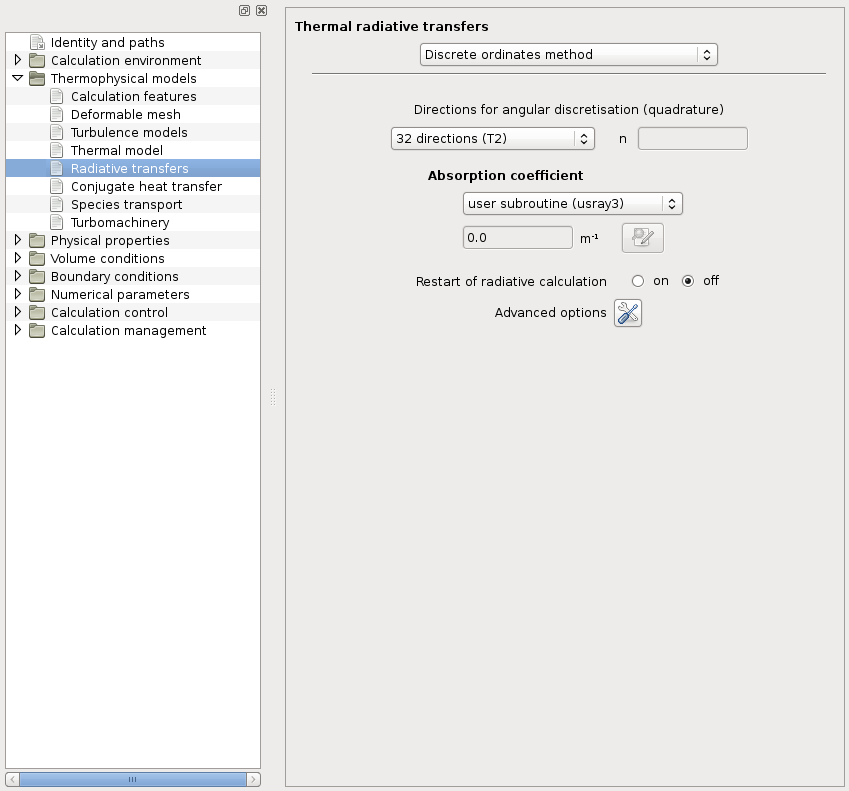 Identity and paths
Calculation environment
Thermophysical models
Calculation features
Deformable mesh
Turbulence models
Thermal model
Radiative transfers
Conjugate heat transfer
Species transport
Turbomachinery
Physical properties
Volume conditions
Boundary conditions
Numerical parameters
Calculation control
Calculation management
Thermal radiative transfers
Discrete ordinates method
Directions for angular discretisation (quadrature)
32 directions (T2) n
Absorption coefficient
user subroutine (usray3)
0.0 m⁻¹
Restart of radiative calculation on off
Advanced options